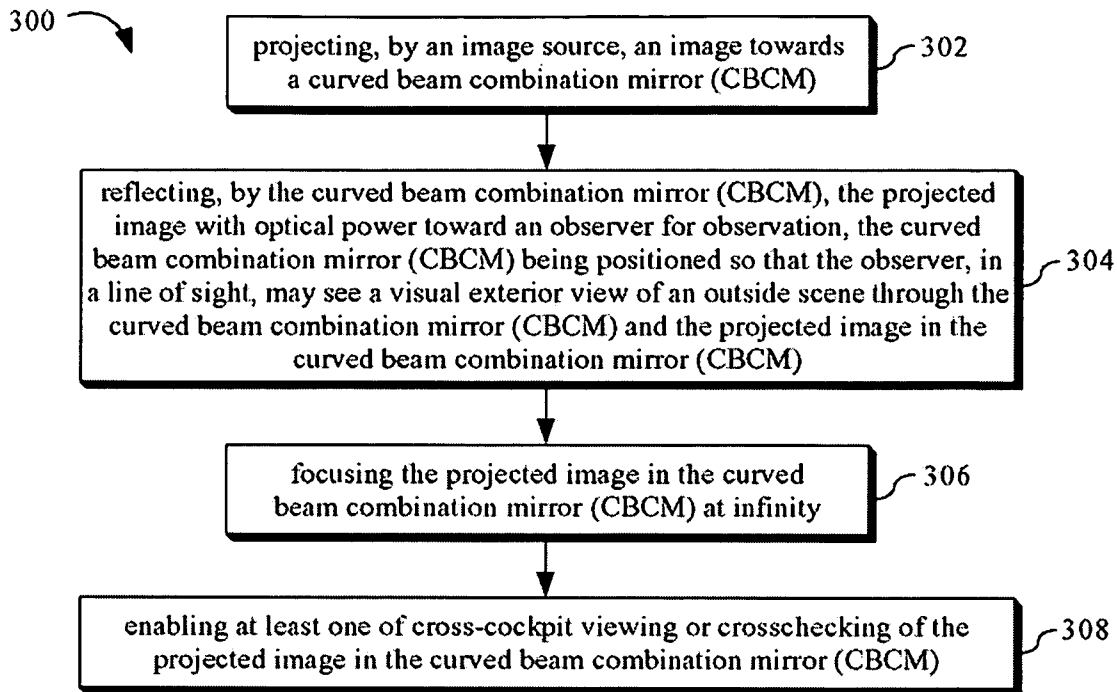 300
projecting, by an image source, an image towards
a curved beam combination mirror (CBCM)
302
reflecting, by the curved beam combination mirror (CBCM), the projected
image with optical power toward an observer for observation, the curved
beam combination mirror (CBCM) being positioned so that the observer, in
a line of sight, may see a visual exterior view of an outside scene through the
curved beam combination mirror (CBCM) and the projected image in the
curved beam combination mirror (CBCM)
304
focusing the projected image in the curved
beam combination mirror (CBCM) at infinity
306
enabling at least one of cross-cockpit viewing or crosschecking of the
projected image in the curved beam combination mirror (CBCM)
308